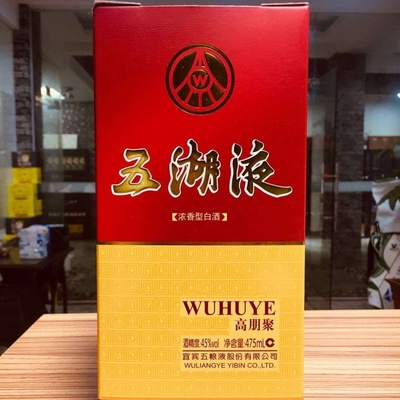 W
五湖液
【浓香型白酒】
WUHUYE
高朋聚
酒精度:45%vol 净含量:475mL C
宜宾五粮液股份有限公司
WULIANGYE YIBIN CO.,LTD.